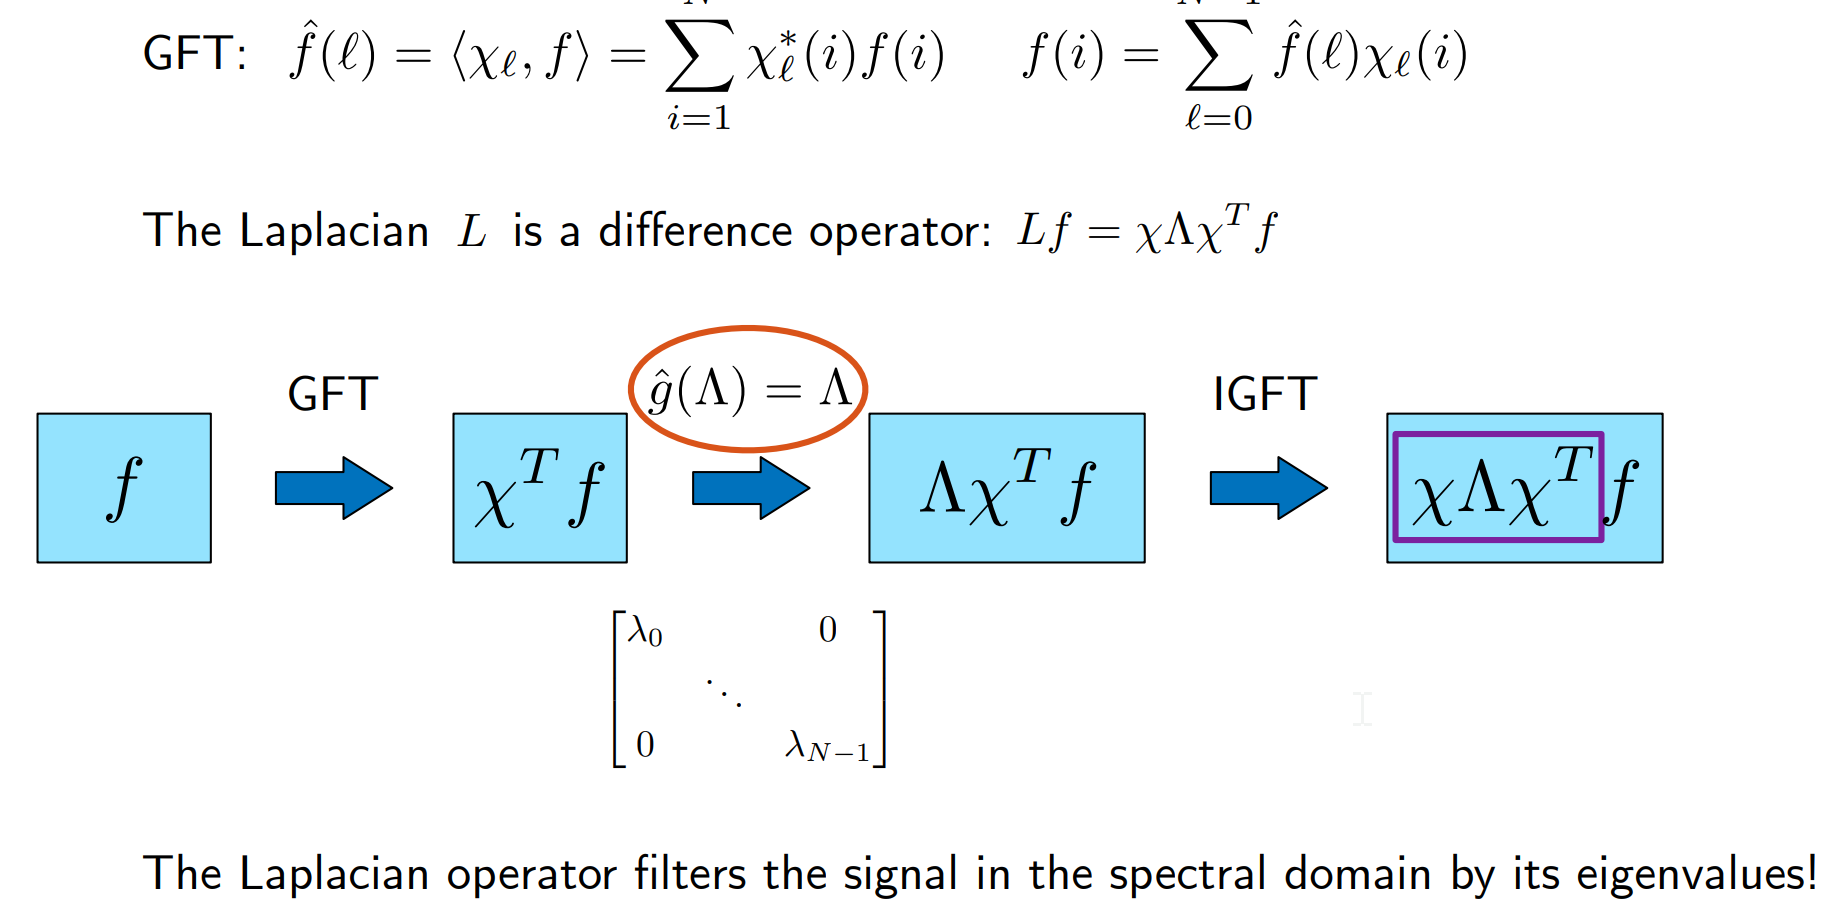 GFT: f̂(ℓ) = ⟨χ_ℓ, f⟩ = ∑_{i=1}^{N} χ*_ℓ(i)f(i)    f(i) = ∑_{ℓ=0}^{N−1} f̂(ℓ)χ_ℓ(i)
The Laplacian L is a difference operator: Lf = χΛχ^T f
GFT ĝ(Λ) = Λ IGFT
f χ^T f Λχ^T f χΛχ^T f
λ_0 0
⋱
0 λ_{N−1}
The Laplacian operator filters the signal in the spectral domain by its eigenvalues!